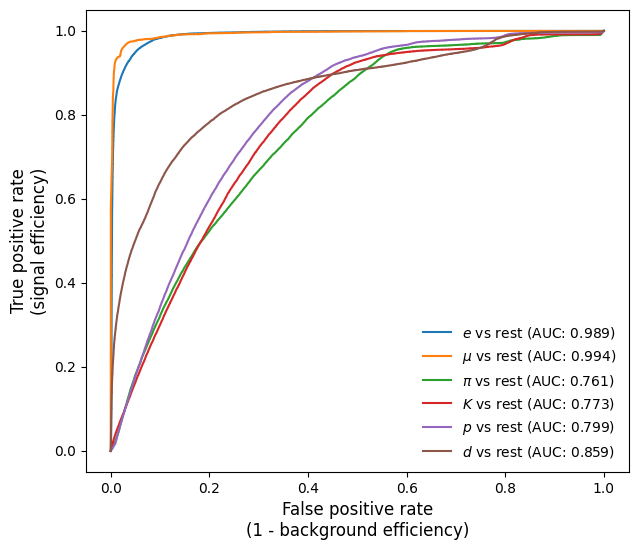 1.0
0.8
0.6
0.4
0.2
0.0
True positive rate
(signal efficiency)
e vs rest (AUC: 0.989)
μ vs rest (AUC: 0.994)
π vs rest (AUC: 0.761)
K vs rest (AUC: 0.773)
p vs rest (AUC: 0.799)
d vs rest (AUC: 0.859)
0.0 0.2 0.4 0.6 0.8 1.0
False positive rate
(1 - background efficiency)